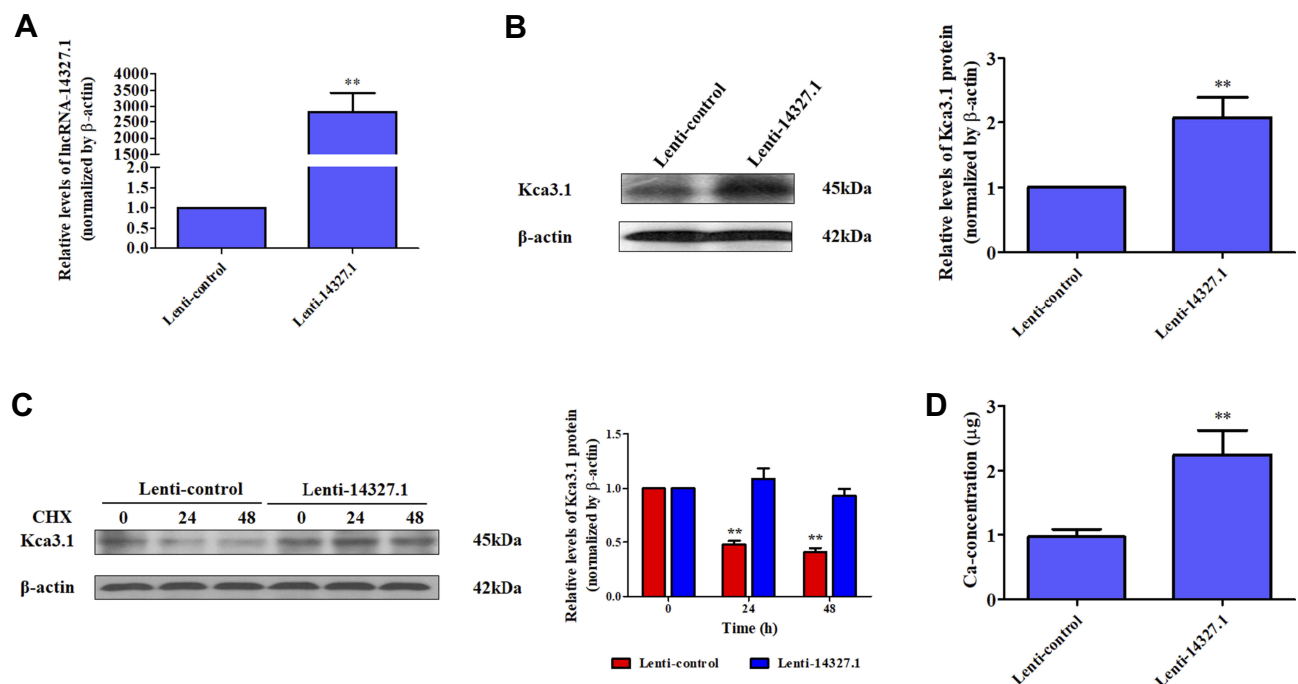 A
Relative levels of lncRNA-14327.1
(normalized by β-actin)
4000
3500
3000
2500
2000
1500
2.0
1.5
1.0
0.5
0.0
**
Lenti-control
Lenti-14327.1
B
Lenti-control
Lenti-14327.1
Kca3.1
45kDa
β-actin
42kDa
Relative levels of Kca3.1 protein
(normalized by β-actin)
3
2
1
0
**
Lenti-control
Lenti-14327.1
C
Lenti-control
Lenti-14327.1
CHX
0 24 48 0 24 48
Kca3.1
45kDa
β-actin
42kDa
Relative levels of Kca3.1 protein
(normalized by β-actin)
1.5
1.0
0.5
0.0
**
**
0 24 48
Time (h)
Lenti-control
Lenti-14327.1
D
Ca-concentration (μg)
3
2
1
0
**
Lenti-control
Lenti-14327.1